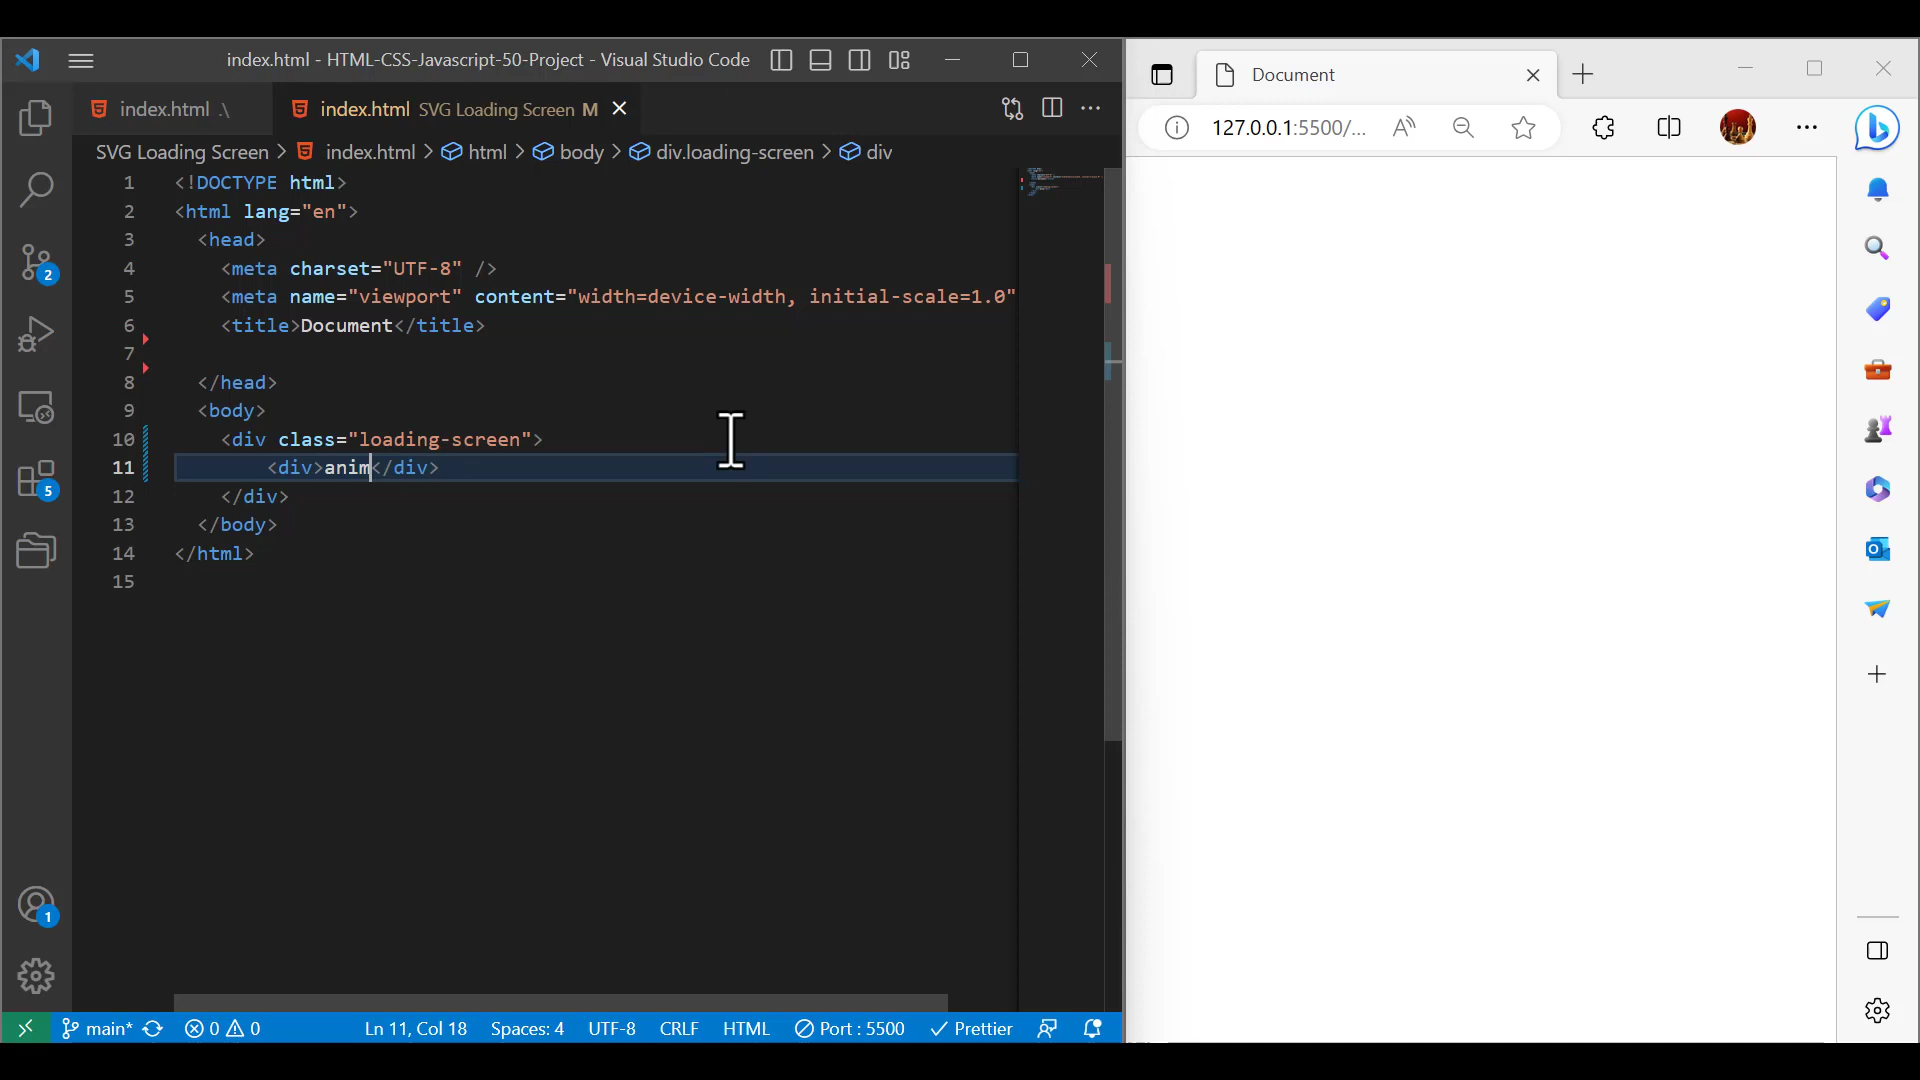 index.html - HTML-CSS-Javascript-50-Project - Visual Studio Code
index.html .\
index.html SVG Loading Screen M
SVG Loading Screen > index.html > html > body > div.loading-screen > div
1 <!DOCTYPE html>
2 <html lang="en">
3 <head>
4 <meta charset="UTF-8" />
5 <meta name="viewport" content="width=device-width, initial-scale=1.0"
6 <title>Document</title>
7
8 </head>
9 <body>
10 <div class="loading-screen">
11 <div>anim</div>
12 </div>
13 </body>
14 </html>
15
2
5
1
main* 0 0 Ln 11, Col 18 Spaces: 4 UTF-8 CRLF HTML Port : 5500 Prettier
Document
127.0.0.1:5500/...